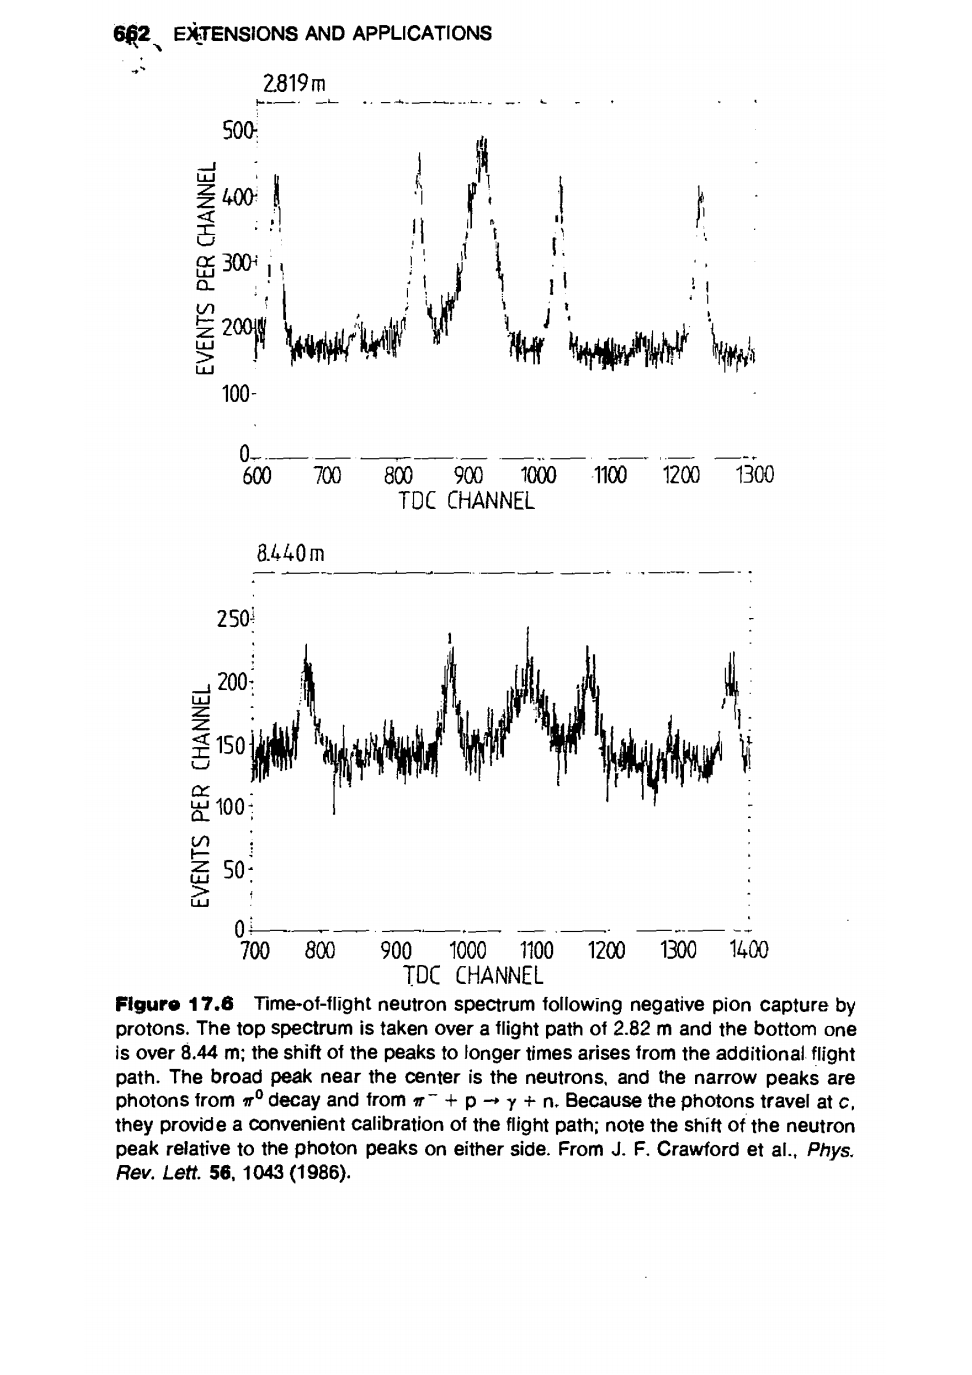 662 EXTENSIONS AND APPLICATIONS
2.819 m
500
400
300
200
100
0
EVENTS PER CHANNEL
600 700 800 900 1000 1100 1200 1300
TDC CHANNEL
8.440 m
250
200
150
100
50
0
EVENTS PER CHANNEL
700 800 900 1000 1100 1200 1300 1400
TDC CHANNEL
Figure 17.6 Time-of-flight neutron spectrum following negative pion capture by
protons. The top spectrum is taken over a flight path of 2.82 m and the bottom one
is over 8.44 m; the shift of the peaks to longer times arises from the additional flight
path. The broad peak near the center is the neutrons, and the narrow peaks are
photons from π⁰ decay and from π⁻ + p → γ + n. Because the photons travel at c,
they provide a convenient calibration of the flight path; note the shift of the neutron
peak relative to the photon peaks on either side. From J. F. Crawford et al., Phys.
Rev. Lett. 56, 1043 (1986).